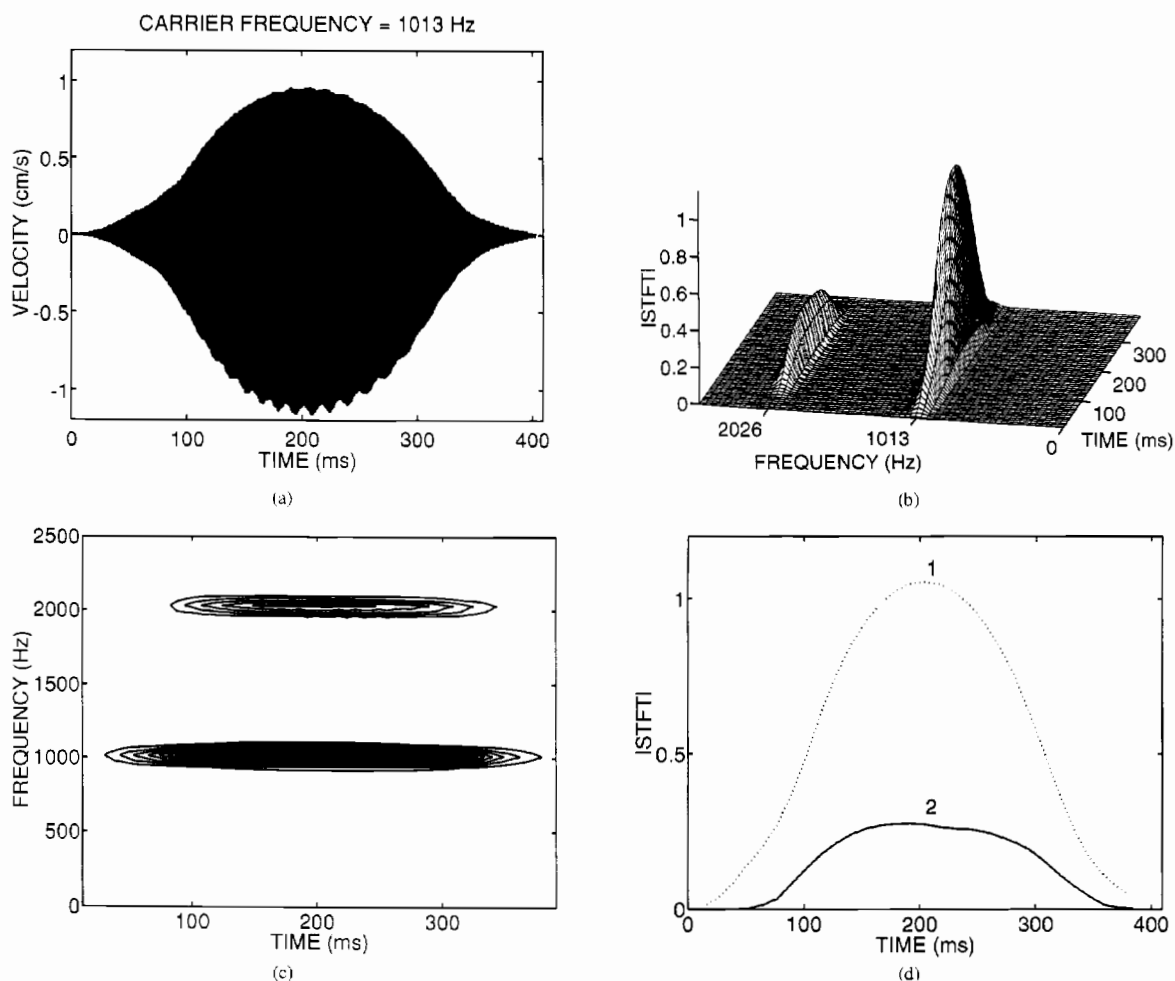 CARRIER FREQUENCY = 1013 Hz
1
0.5
0
-0.5
-1
VELOCITY (cm/s)
0 100 200 300 400
TIME (ms)
(a)
1
0.8
0.6
0.4
0.2
0
ISTFTI
2026
1013
0
FREQUENCY (Hz)
100
200
300
TIME (ms)
(b)
2500
2000
1500
1000
500
0
FREQUENCY (Hz)
100 200 300
TIME (ms)
(c)
1
0.5
0
ISTFTI
1
2
0 100 200 300 400
TIME (ms)
(d)